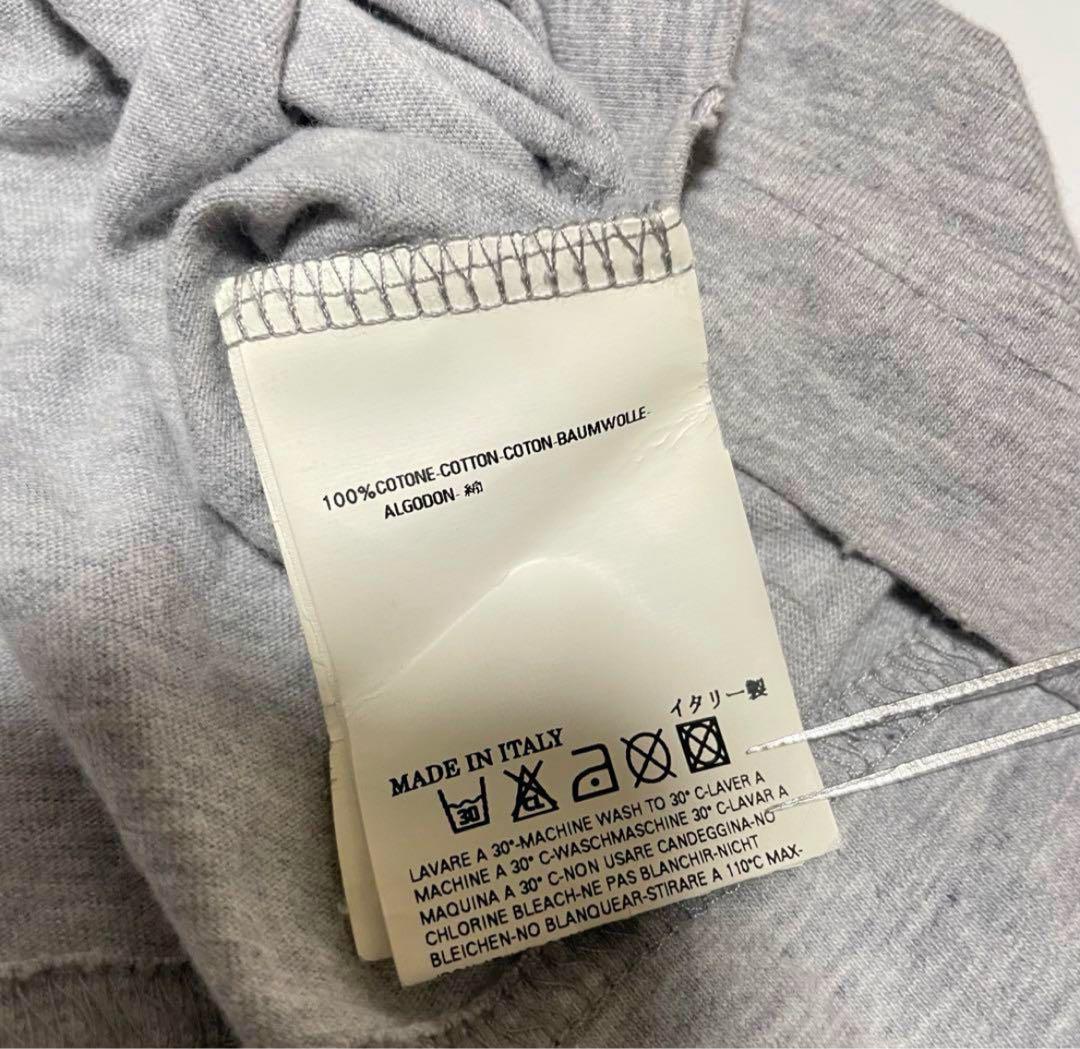 100%COTONE-COTTON-COTON-BAUMWOLLE-
ALGODON- 綿
イタリー製
MADE IN ITALY
30 CL
LAVARE A 30°-MACHINE WASH TO 30° C-LAVER A
MACHINE A 30° C-WASCHMASCHINE 30° C-LAVAR A
MAQUINA A 30° C-NON USARE CANDEGGINA-NO
CHLORINE BLEACH-NE PAS BLANCHIR-NICHT
BLEICHEN-NO BLANQUEAR-STIRARE A 110°C MAX-